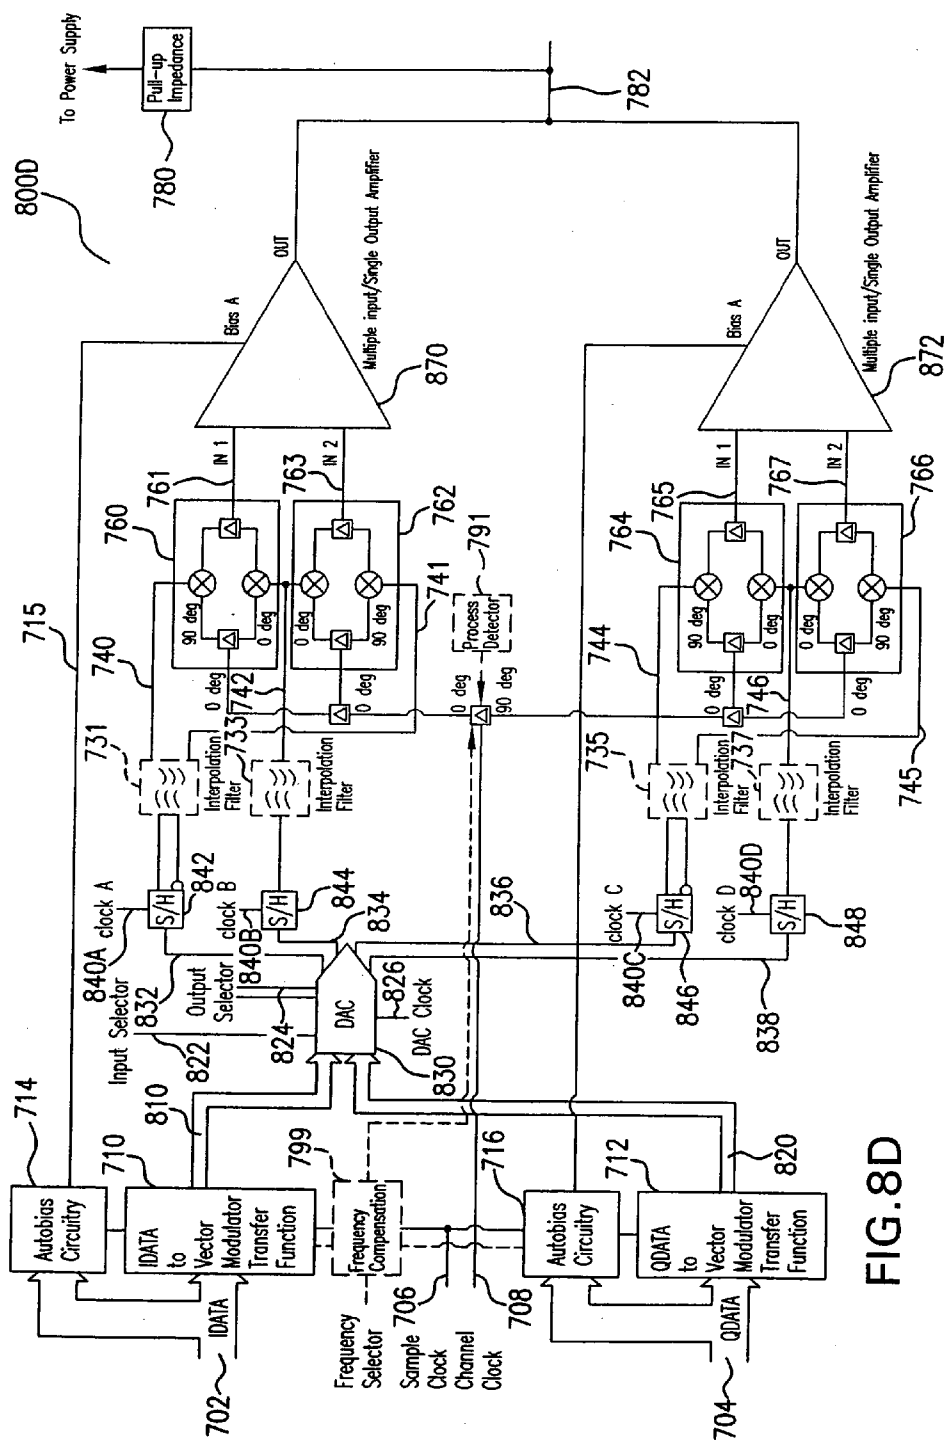 800D
To Power Supply
Pull-up
Impedance
780
782
715
Bias A
OUT
Multiple input/Single Output Amplifier
870
IN 1
IN 2
761
763
760
762
90 deg
0 deg
0 deg
90 deg
0 deg
0 deg
740
742
741
731
733
Interpolation
Filter
Interpolation
Filter
791
Process
Detector
0 deg
90 deg
clock A
840A
S/H
842
clock B
840B
S/H
844
832
834
836
838
Input Selector
822
Output
Selector
824
DAC
826
DAC Clock
830
714
Autobias
Circuitry
710
IDATA
to
Vector
Modulator
Transfer
Function
810
IDATA
702
799
Frequency
Compensation
Frequency
Selector
706
Sample
Clock
708
Channel
Clock
716
Autobias
Circuitry
712
QDATA
to
Vector
Modulator
Transfer
Function
820
QDATA
704
clock C
840C
S/H
846
clock D
840D
S/H
848
735
737
Interpolation
Filter
Interpolation
Filter
744
746
745
764
766
90 deg
0 deg
0 deg
90 deg
0 deg
0 deg
765
767
IN 1
IN 2
Bias A
OUT
Multiple input/Single Output Amplifier
872
FIG.8D